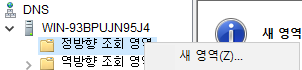 DNS
WIN-93BPUJN95J4
정방향 조회 영역
새 영역(Z)...
역방향 조회 영역
새 영역